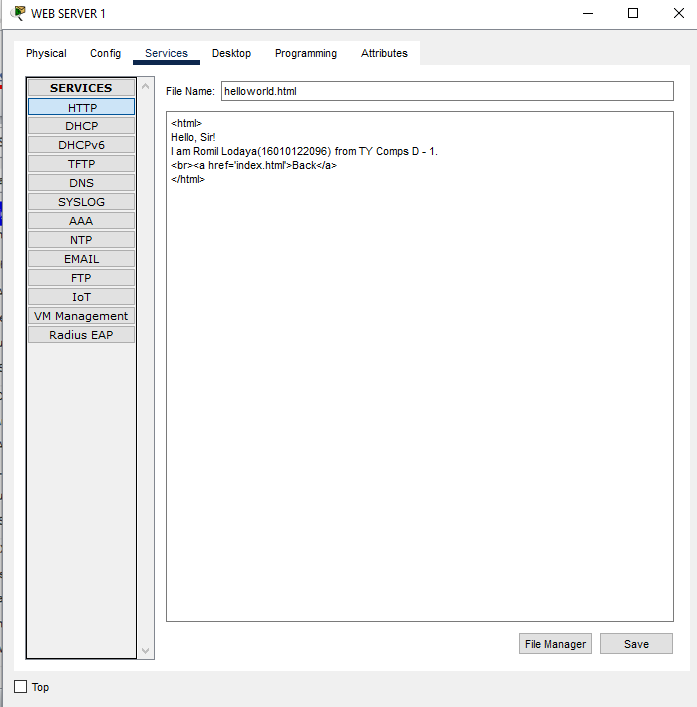 WEB SERVER 1
Physical Config Services Desktop Programming Attributes
SERVICES
HTTP
DHCP
DHCPv6
TFTP
DNS
SYSLOG
AAA
NTP
EMAIL
FTP
IoT
VM Management
Radius EAP
File Name: helloworld.html
<html>
Hello, Sir!
I am Romil Lodaya(16010122096) from TY Comps D - 1.
<br><a href='index.html'>Back</a>
</html>
File Manager Save
Top